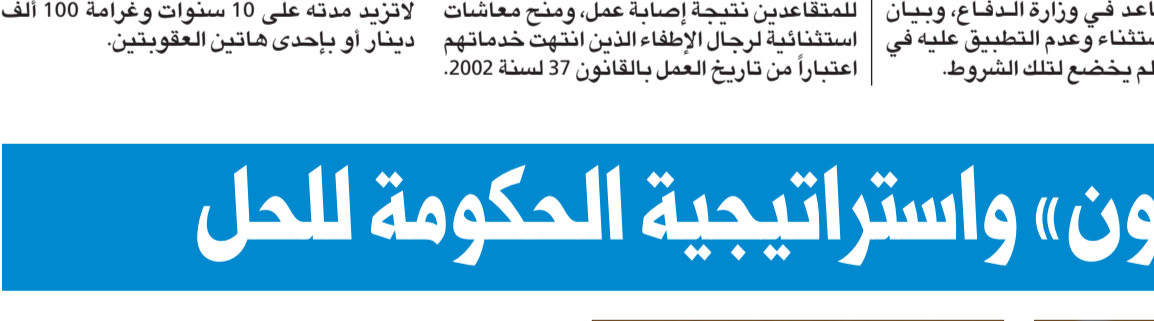 في وزارة الدفاع، وبيان
وعدم التطبيق عليه في
لم يخضع لتلك الشروط.
للمتقاعدين نتيجة إصابة عمل، ومنح معاشات
استثنائية لرجال الإطفاء الذين انتهت خدماتهم
اعتباراً من تاريخ العمل بالقانون 37 لسنة 2002.
لاتزيد مدته على 10 سنوات وغرامة 100 ألف
دينار أو بإحدى هاتين العقوبتين.
ون» واستراتيجية الحكومة للحل